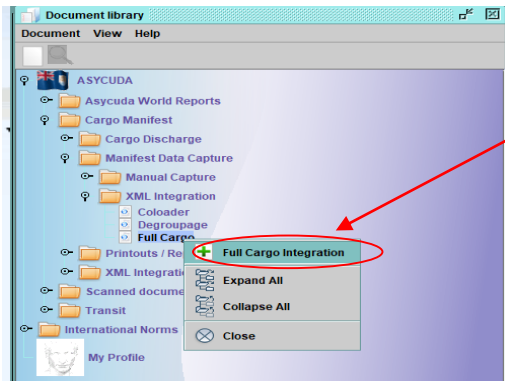 Document library
Document View Help
ASYCUDA
Asycuda World Reports
Cargo Manifest
Cargo Discharge
Manifest Data Capture
Manual Capture
XML Integration
Coloader
Degroupage
Full Cargo
Full Cargo Integration
Printouts / Re
Expand All
XML Integrati
Collapse All
Scanned docume
Transit
Close
International Norms
My Profile